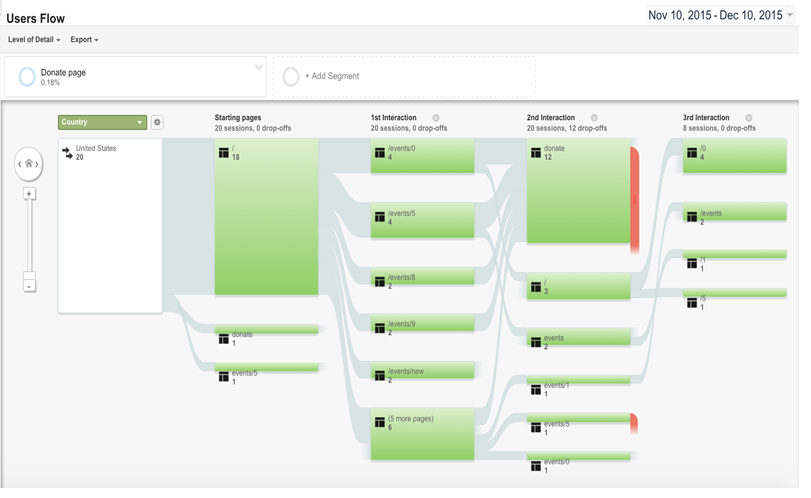 Users Flow
Nov 10, 2015 - Dec 10, 2015
Level of Detail
Export
Donate page
0.18%
+ Add Segment
Country
United States
20
Starting pages
20 sessions, 0 drop-offs
/
18
donate
1
events/5
1
1st Interaction
20 sessions, 0 drop-offs
/events/0
4
/events/5
4
/events/8
2
/events/9
2
/events/new
2
(5 more pages)
6
2nd Interaction
20 sessions, 12 drop-offs
donate
12
/
3
events
2
events/1
1
events/5
1
events/0
1
3rd Interaction
8 sessions, 0 drop-offs
/0
4
/events
2
/1
1
/5
1
+
-